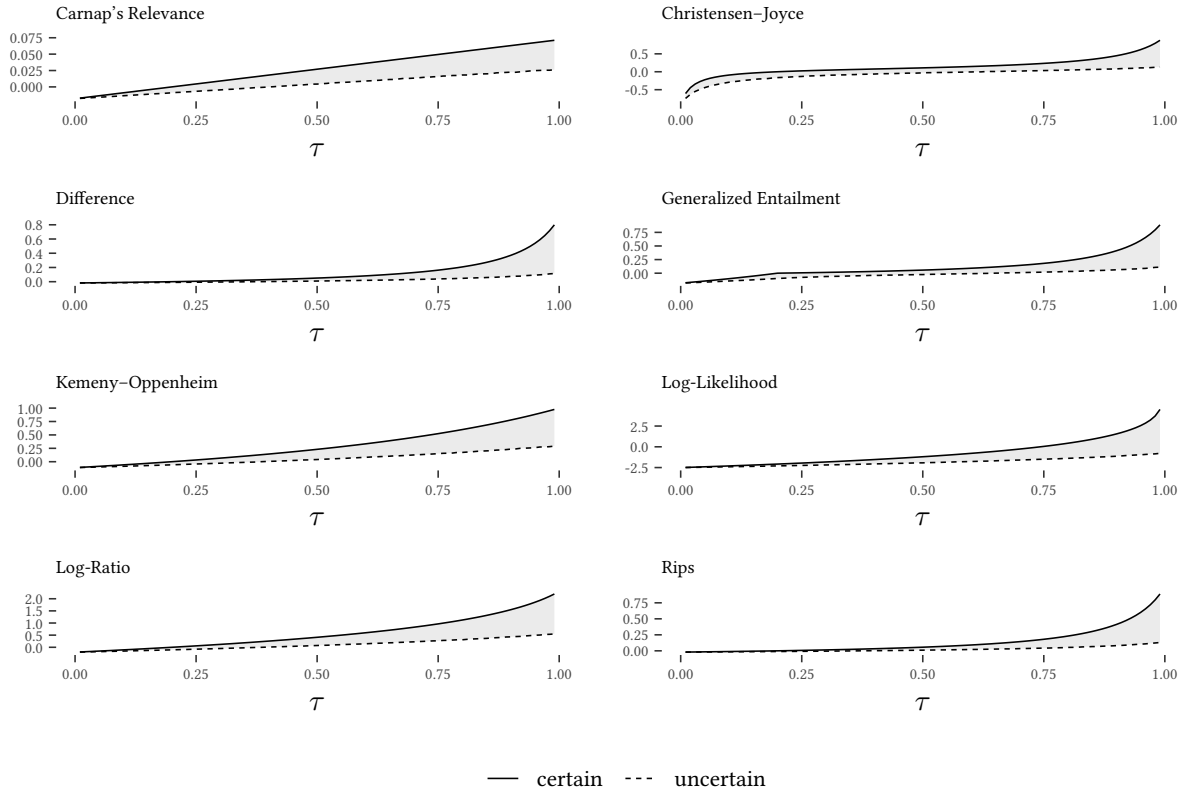 Carnap's Relevance
0.075
0.050
0.025
0.000
0.00 0.25 0.50 0.75 1.00
τ
Christensen–Joyce
0.5
0.0
-0.5
0.00 0.25 0.50 0.75 1.00
τ
Difference
0.8
0.6
0.4
0.2
0.0
0.00 0.25 0.50 0.75 1.00
τ
Generalized Entailment
0.75
0.50
0.25
0.00
0.00 0.25 0.50 0.75 1.00
τ
Kemeny–Oppenheim
1.00
0.75
0.50
0.25
0.00
0.00 0.25 0.50 0.75 1.00
τ
Log-Likelihood
2.5
0.0
-2.5
0.00 0.25 0.50 0.75 1.00
τ
Log-Ratio
2.0
1.5
1.0
0.5
0.0
0.00 0.25 0.50 0.75 1.00
τ
Rips
0.75
0.50
0.25
0.00
0.00 0.25 0.50 0.75 1.00
τ
certain uncertain